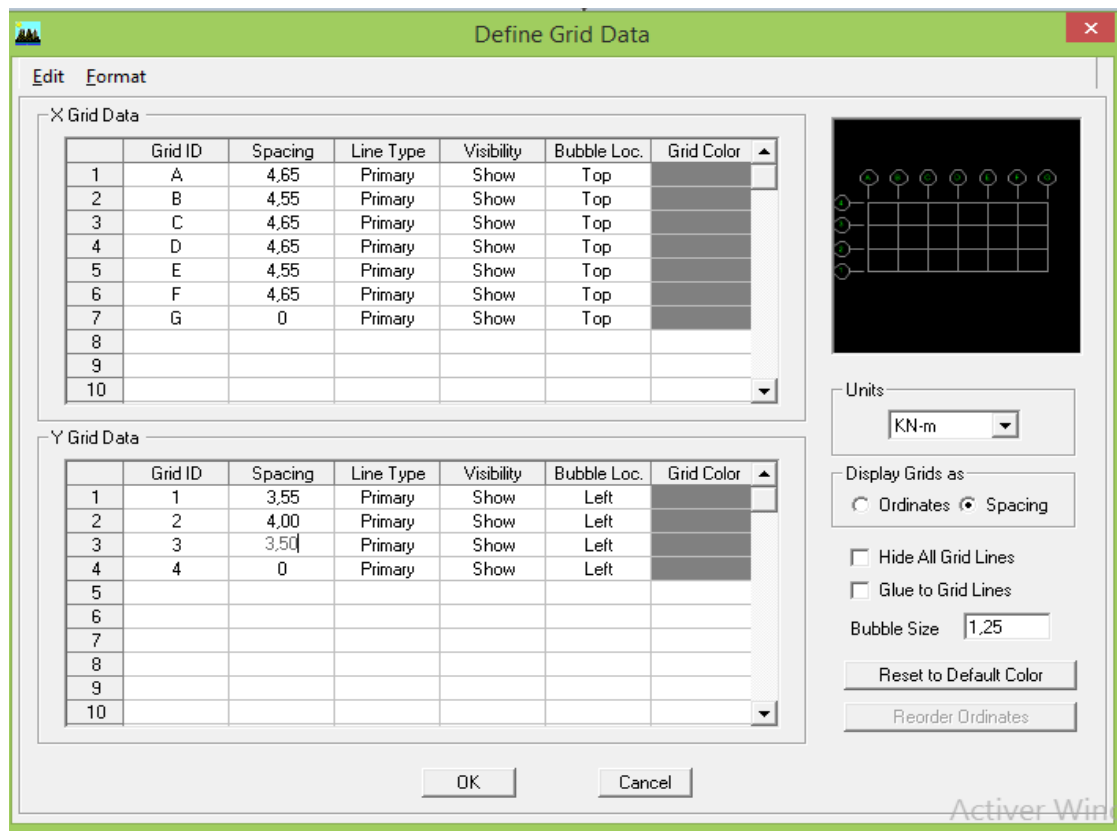 Define Grid Data
Edit Format
X Grid Data
Grid ID Spacing Line Type Visibility Bubble Loc. Grid Color
1 A 4,65 Primary Show Top
2 B 4,55 Primary Show Top
3 C 4,65 Primary Show Top
4 D 4,65 Primary Show Top
5 E 4,55 Primary Show Top
6 F 4,65 Primary Show Top
7 G 0 Primary Show Top
8
9
10
A B C D E F G
4
3
2
1
Units
KN-m
Y Grid Data
Grid ID Spacing Line Type Visibility Bubble Loc. Grid Color
1 1 3,55 Primary Show Left
2 2 4,00 Primary Show Left
3 3 3,50 Primary Show Left
4 4 0 Primary Show Left
5
6
7
8
9
10
Display Grids as
Ordinates Spacing
Hide All Grid Lines
Glue to Grid Lines
Bubble Size 1,25
Reset to Default Color
Reorder Ordinates
OK Cancel
Activer Win